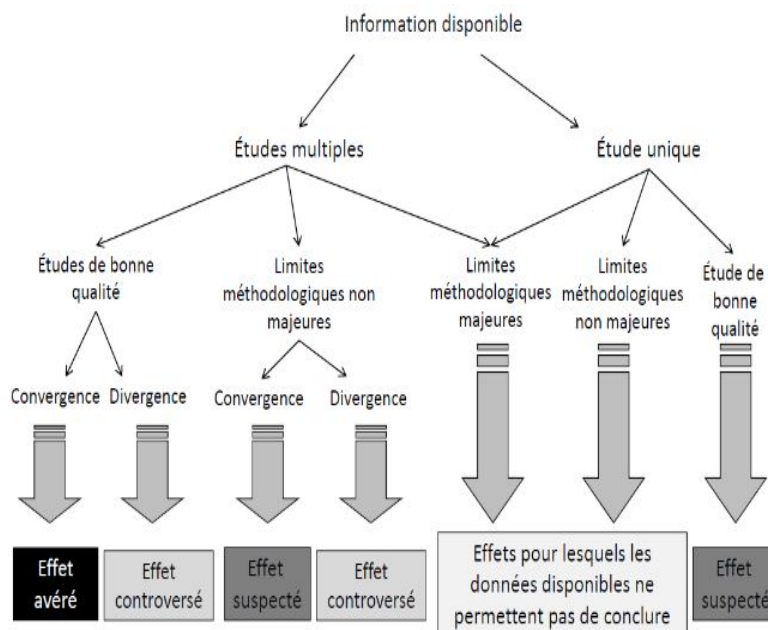 Information disponible
Études multiples
Étude unique
Études de bonne
qualité
Limites
méthodologiques non
majeures
Limites
méthodologiques
majeures
Limites
méthodologiques
non majeures
Étude de
bonne
qualité
Convergence
Divergence
Convergence
Divergence
Effet
avéré
Effet
controversé
Effet
suspecté
Effet
controversé
Effets pour lesquels les
données disponibles ne
permettent pas de conclure
Effet
suspecté